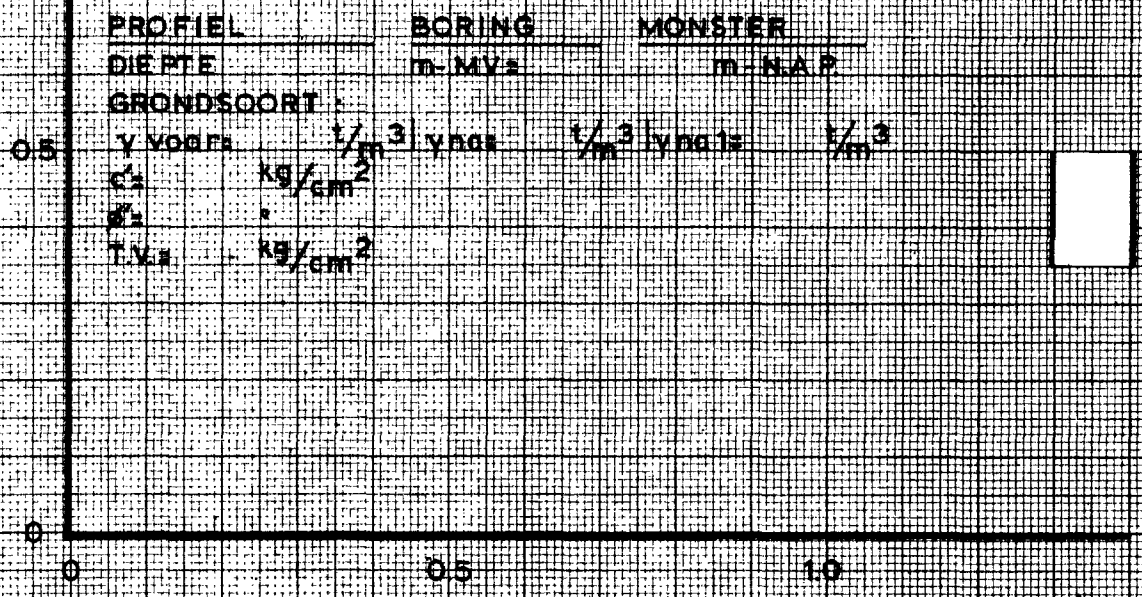 PROFIEL BORING MONSTER
DIEPTE m-MV= m-N.A.P.
GRONDSOORT :
0.5 γ voor= t/m³ | γ na= t/m³ | γ na 1= t/m³
c'= kg/cm²
ø'= °
T.V.= kg/cm²
0
0 0.5 1.0